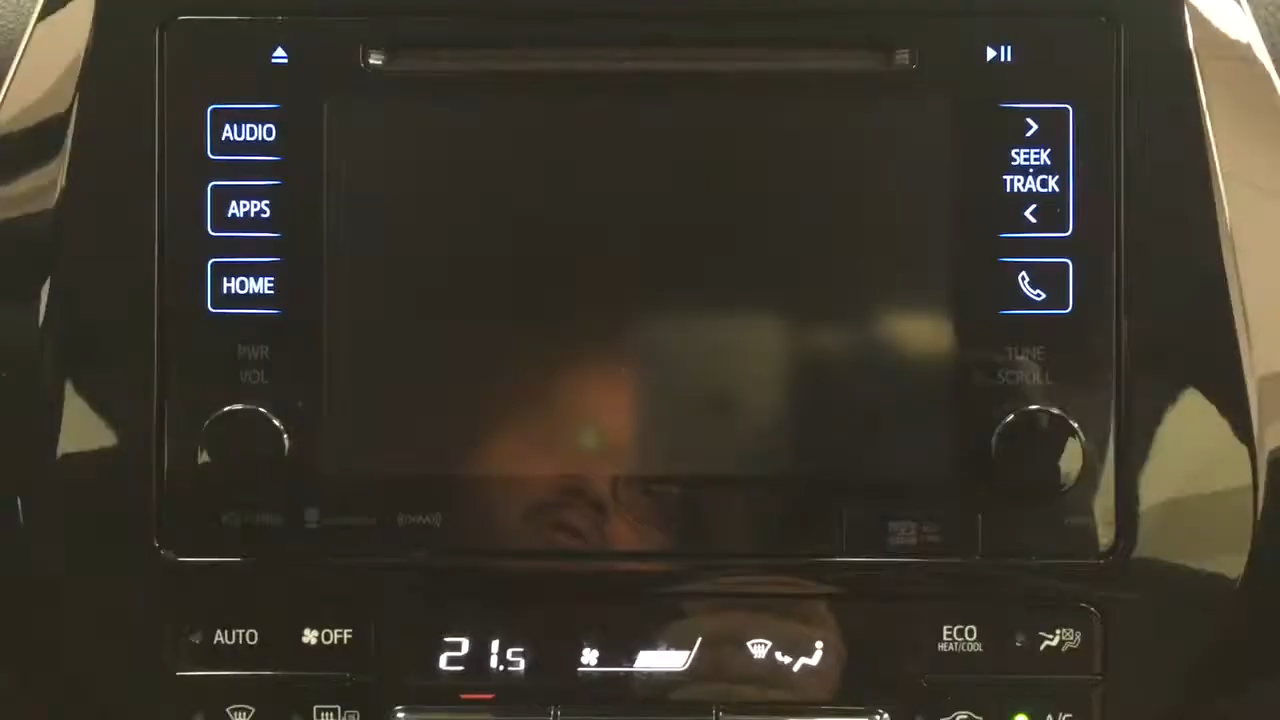 AUDIO
APPS
HOME
PWR
VOL
SEEK
TRACK
TUNE
SCROLL
AUTO
OFF
21.5
ECO
HEAT/COOL
A/C